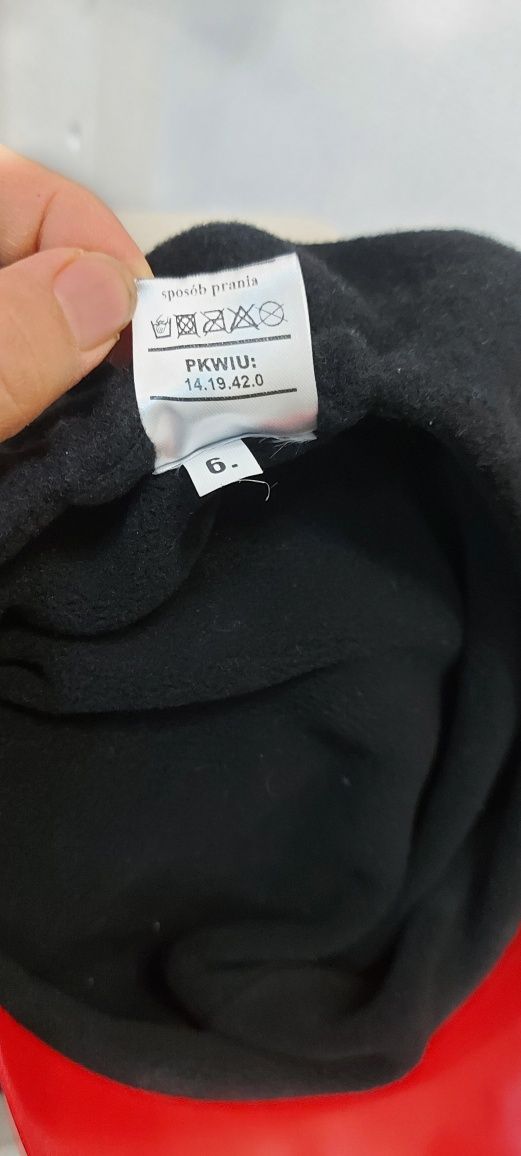 sposób prania
PKWIU:
14.19.42.0
6.